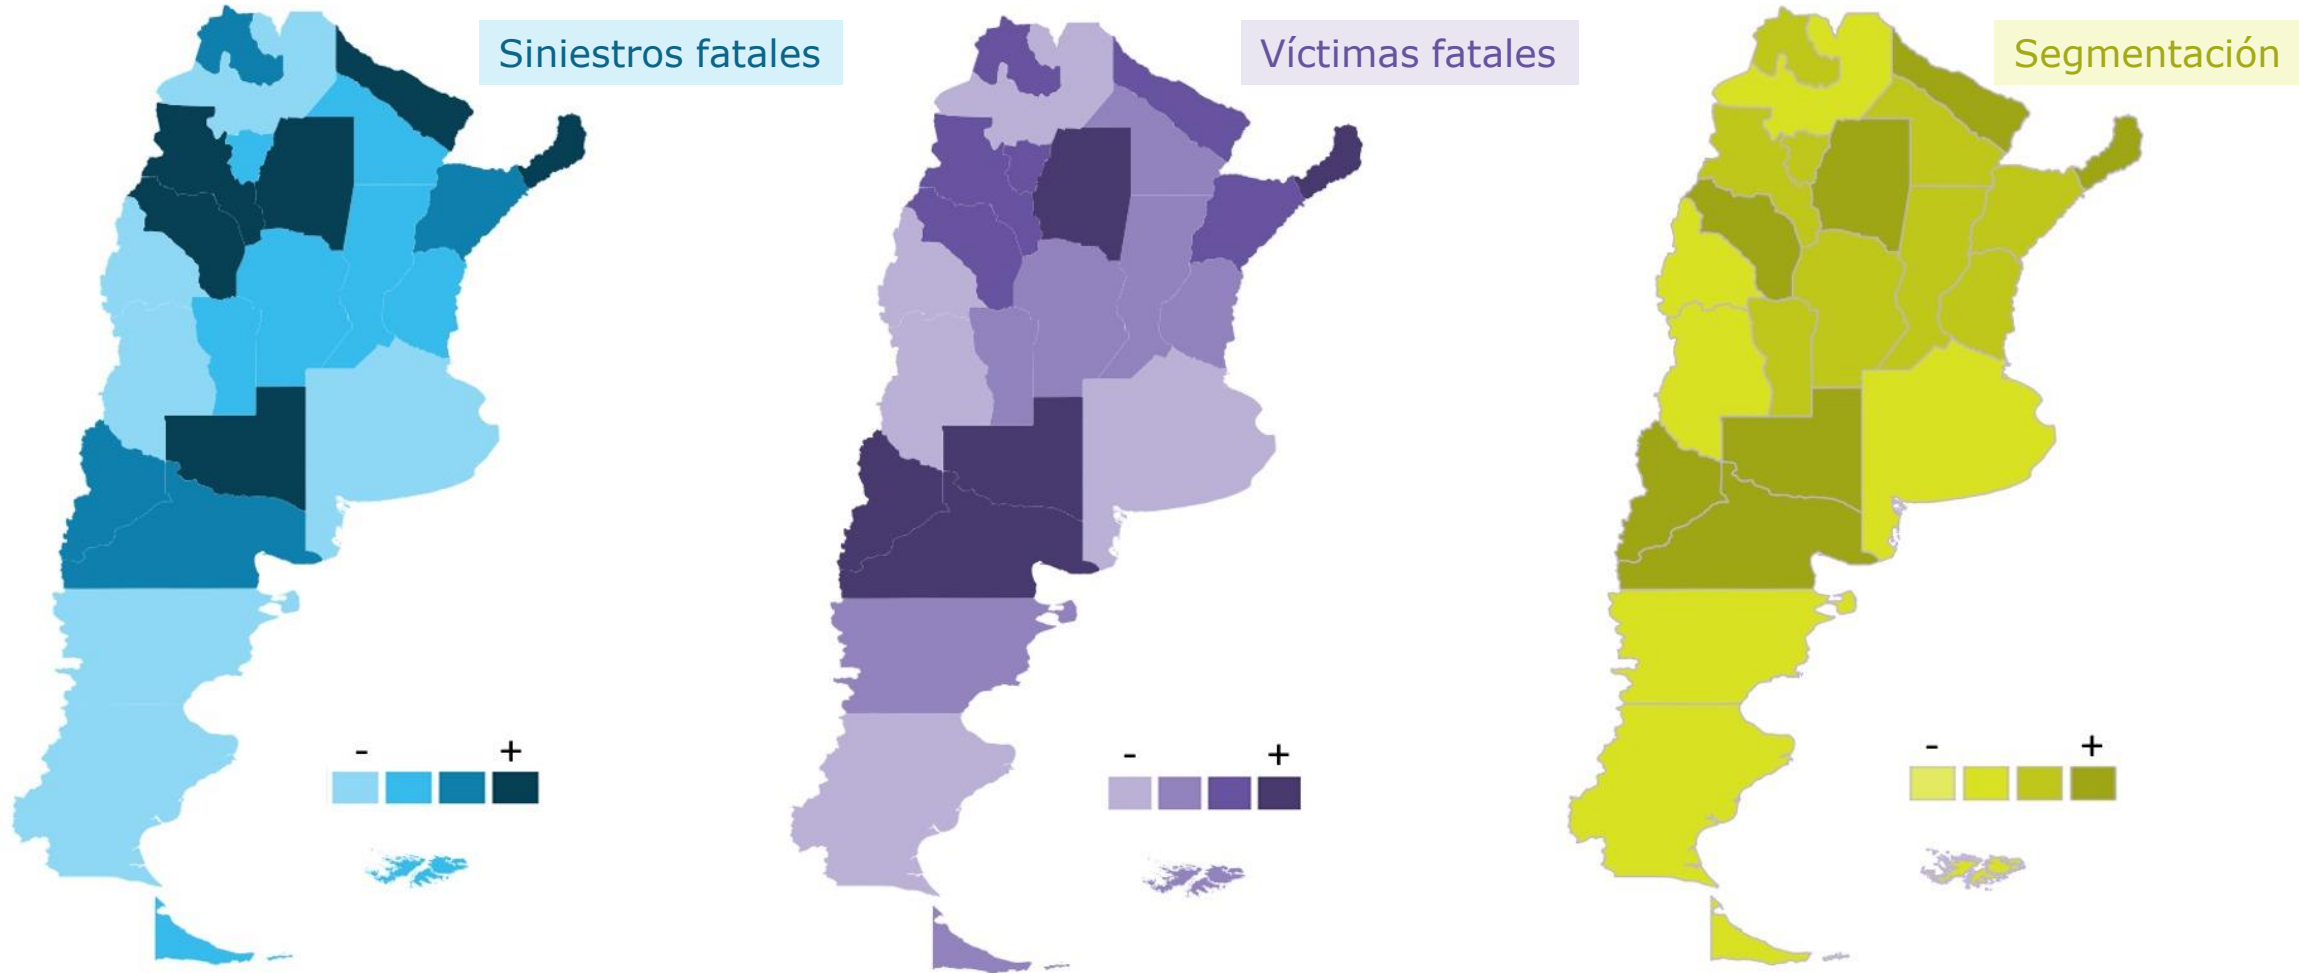 Siniestros fatales
Víctimas fatales
Segmentación
- +
- +
- +